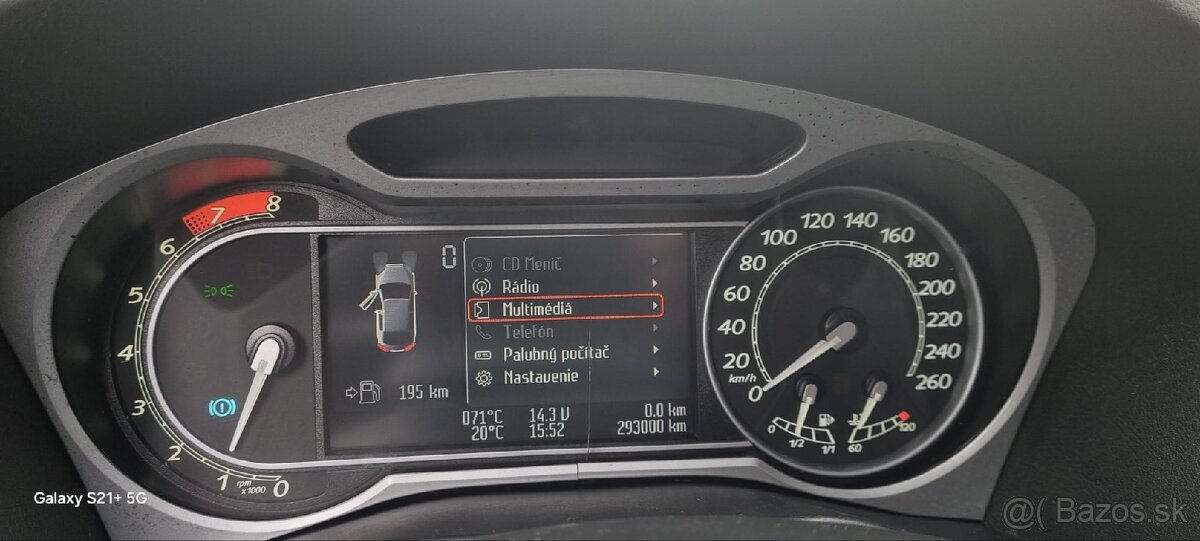 0
CD Menič
Rádio
Multimédiá
Telefón
Palubný počítač
Nastavenie
195 km
071°C 14.3 V 0.0 km
20°C 15:52 293000 km
8
7
6
5
4
3
2
1
rpm x1000
0
0
20
40
60
80
100
120
140
160
180
200
220
240
260
km/h
0
1/2
1/1
60
120
Galaxy S21+ 5G
@( Bazos.sk